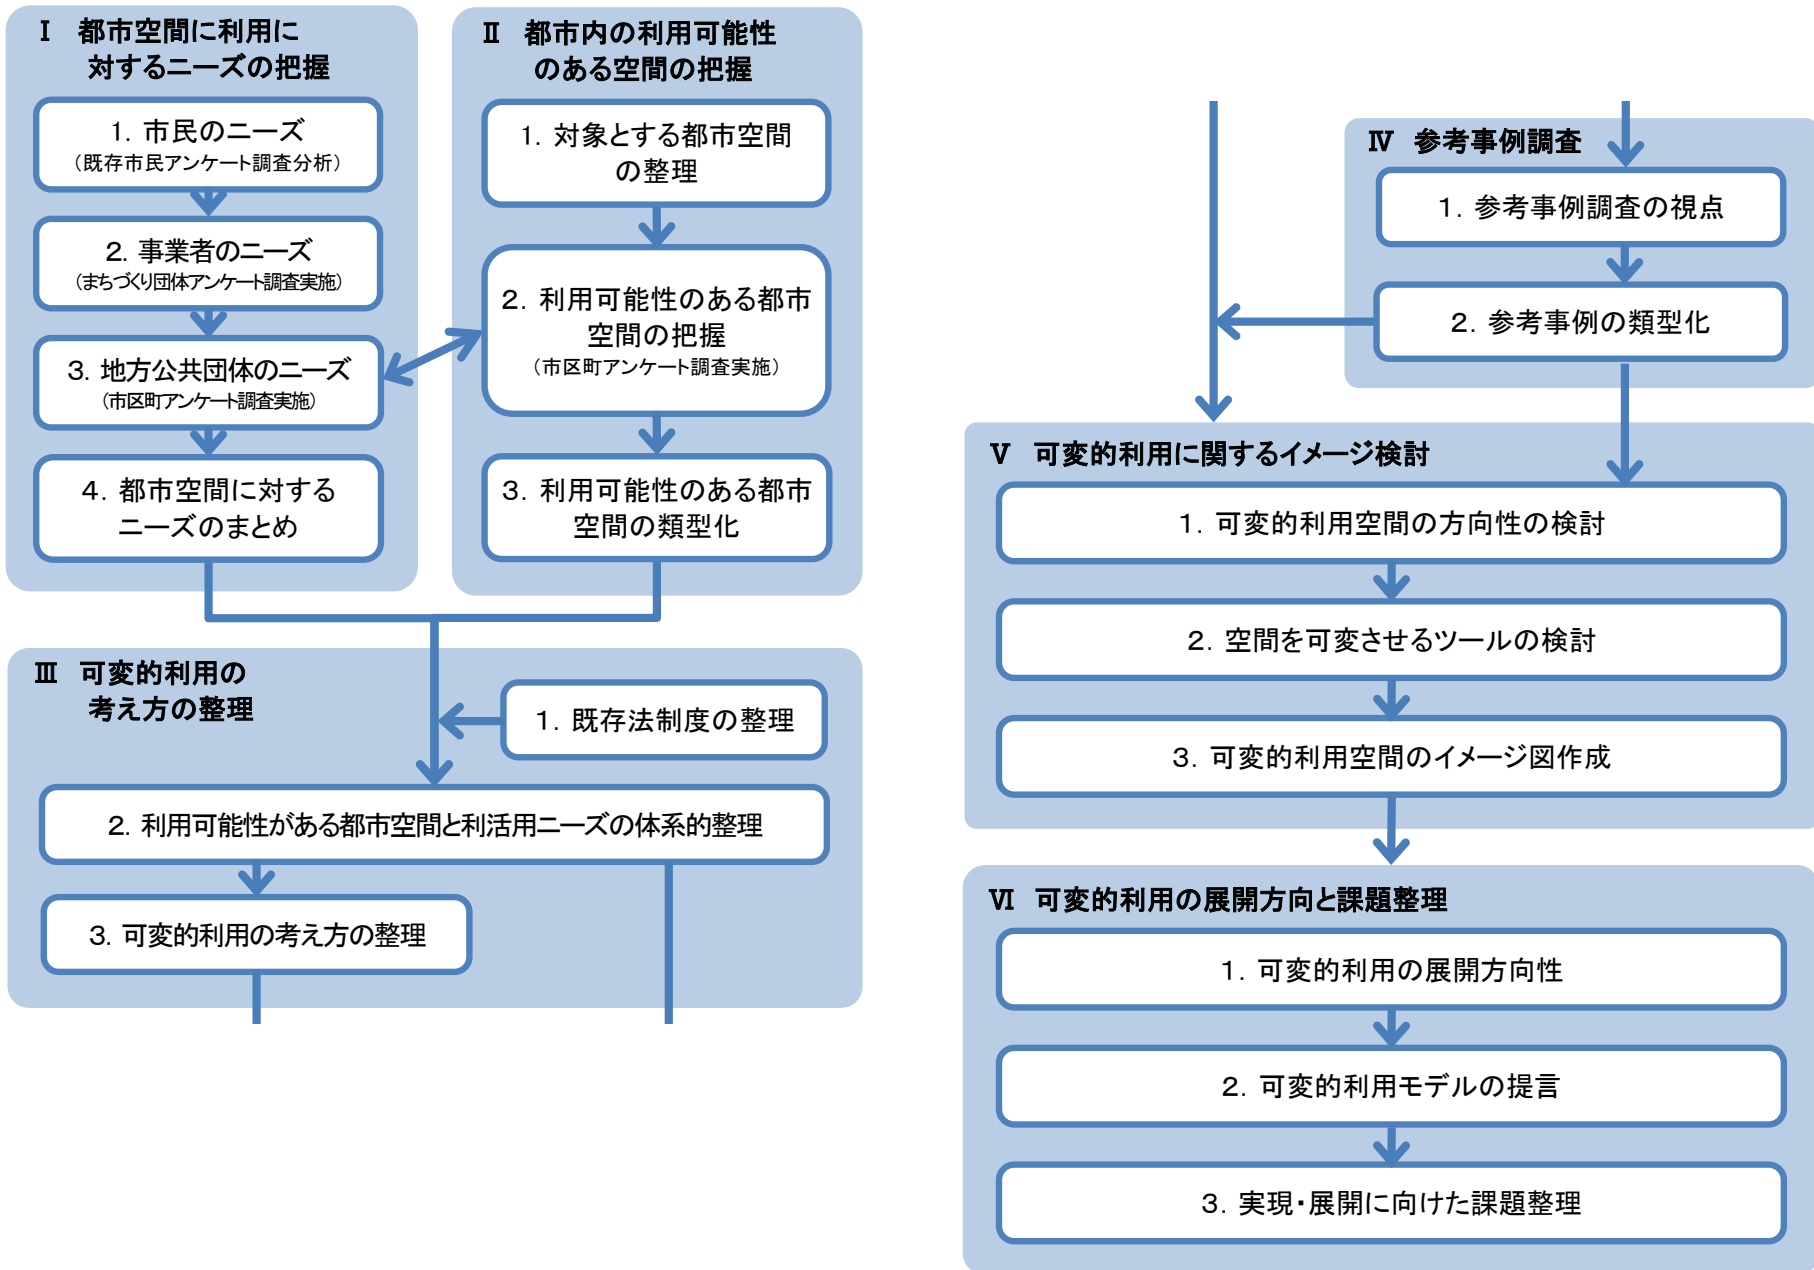 Ⅰ 都市空間に利用に
対するニーズの把握
1．市民のニーズ
（既存市民アンケート調査分析）
2．事業者のニーズ
（まちづくり団体アンケート調査実施）
3．地方公共団体のニーズ
（市区町アンケート調査実施）
4．都市空間に対する
ニーズのまとめ
Ⅱ 都市内の利用可能性
のある空間の把握
1．対象とする都市空間
の整理
2．利用可能性のある都市
空間の把握
（市区町アンケート調査実施）
3．利用可能性のある都市
空間の類型化
Ⅲ 可変的利用の
考え方の整理
1．既存法制度の整理
2．利用可能性がある都市空間と利活用ニーズの体系的整理
3．可変的利用の考え方の整理
Ⅳ 参考事例調査
1．参考事例調査の視点
2．参考事例の類型化
Ⅴ 可変的利用に関するイメージ検討
1．可変的利用空間の方向性の検討
2．空間を可変させるツールの検討
3．可変的利用空間のイメージ図作成
Ⅵ 可変的利用の展開方向と課題整理
1．可変的利用の展開方向性
2．可変的利用モデルの提言
3．実現・展開に向けた課題整理